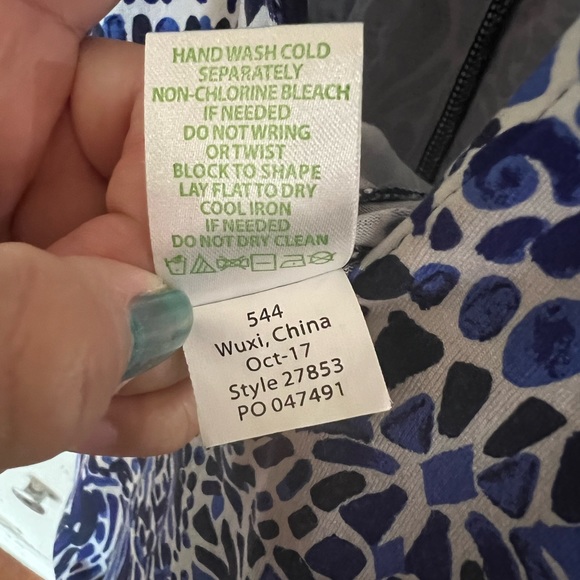 HAND WASH COLD
SEPARATELY
NON-CHLORINE BLEACH
IF NEEDED
DO NOT WRING
OR TWIST
BLOCK TO SHAPE
LAY FLAT TO DRY
COOL IRON
IF NEEDED
DO NOT DRY CLEAN
544
Wuxi, China
Oct-17
Style 27853
PO 047491